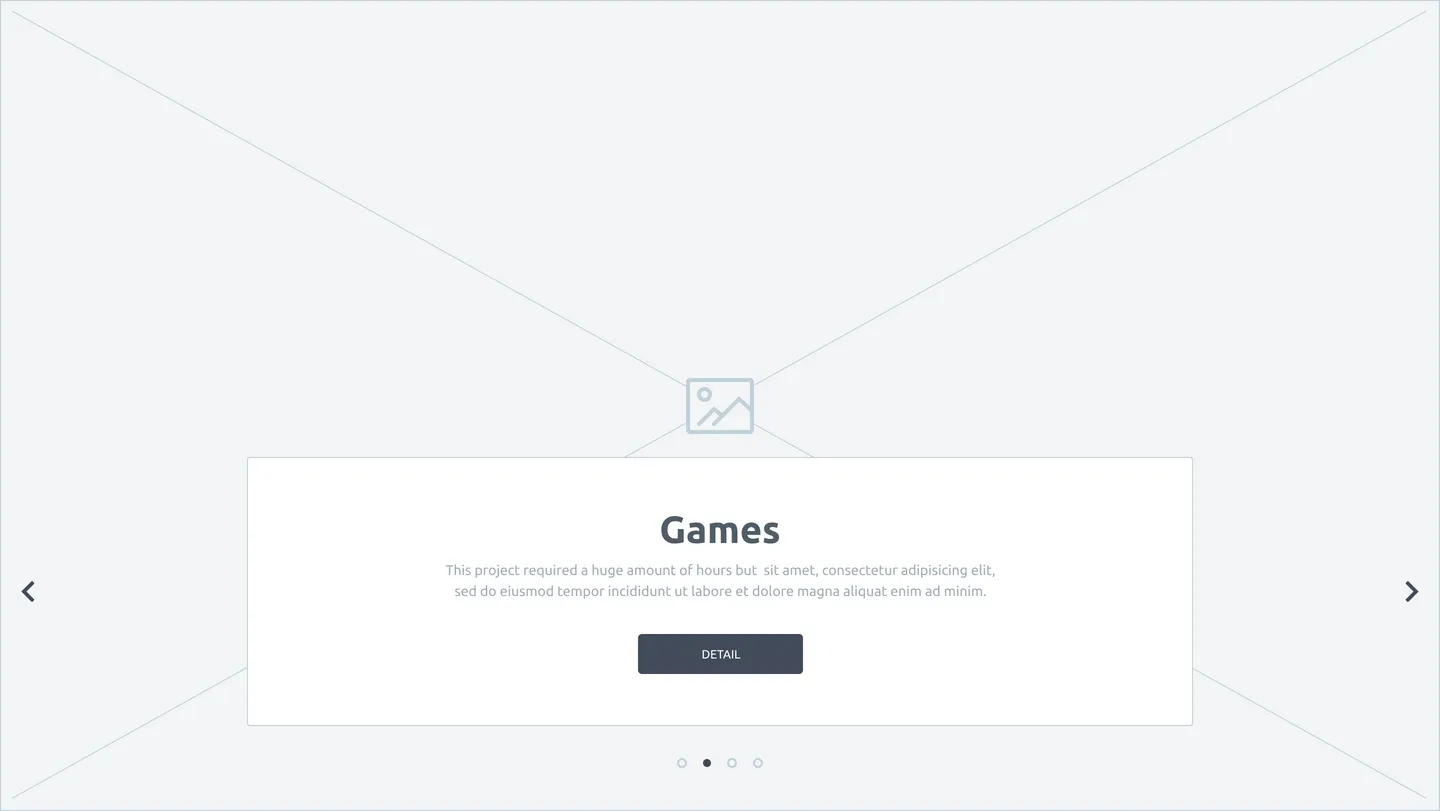 Games
This project required a huge amount of hours but  sit amet, consectetur adipisicing elit,
sed do eiusmod tempor incididunt ut labore et dolore magna aliquat enim ad minim.
DETAIL